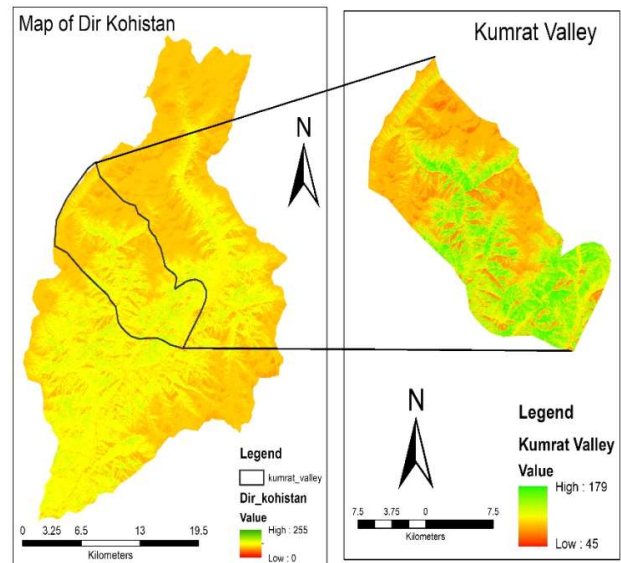 Map of Dir Kohistan
N
Legend
kumrat_valley
Dir_kohistan
Value
High : 255
Low : 0
0 3.25 6.5 13 19.5
Kilometers
Kumrat Valley
N
Legend
Kumrat Valley
Value
High : 179
Low : 45
7.5 3.75 0 7.5
Kilometers